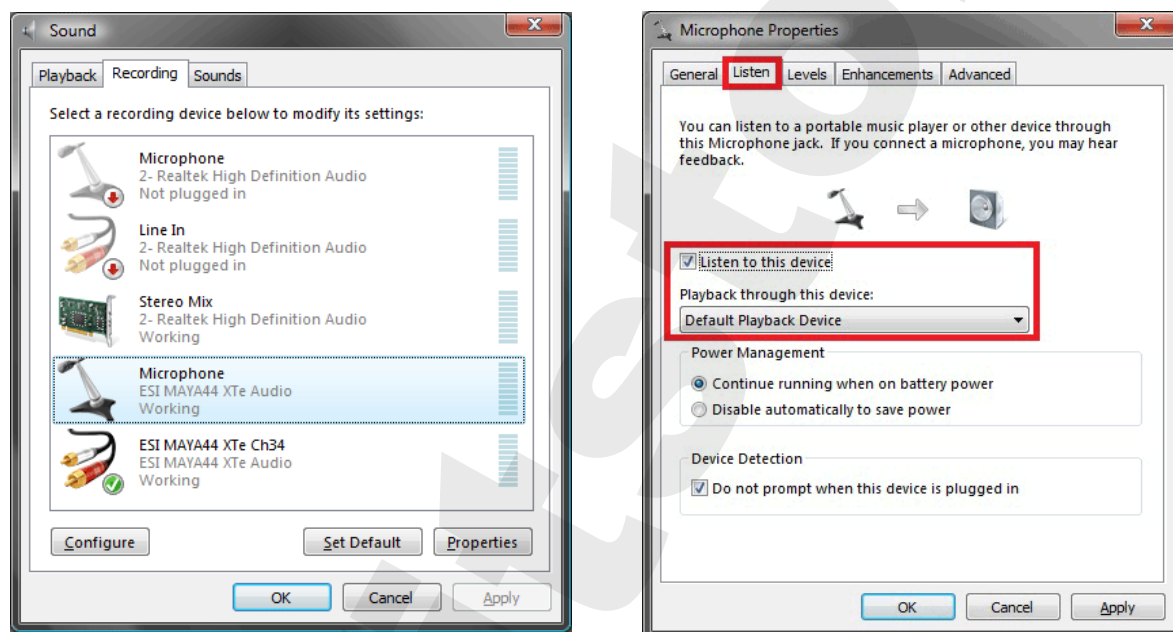 Sound
Playback Recording Sounds
Select a recording device below to modify its settings:
Microphone
2- Realtek High Definition Audio
Not plugged in
Line In
2- Realtek High Definition Audio
Not plugged in
Stereo Mix
2- Realtek High Definition Audio
Working
Microphone
ESI MAYA44 XTe Audio
Working
ESI MAYA44 XTe Ch34
ESI MAYA44 XTe Audio
Working
Configure Set Default Properties
OK Cancel Apply
Microphone Properties
General Listen Levels Enhancements Advanced
You can listen to a portable music player or other device through
this Microphone jack. If you connect a microphone, you may hear
feedback.
Listen to this device
Playback through this device:
Default Playback Device
Power Management
Continue running when on battery power
Disable automatically to save power
Device Detection
Do not prompt when this device is plugged in
OK Cancel Apply